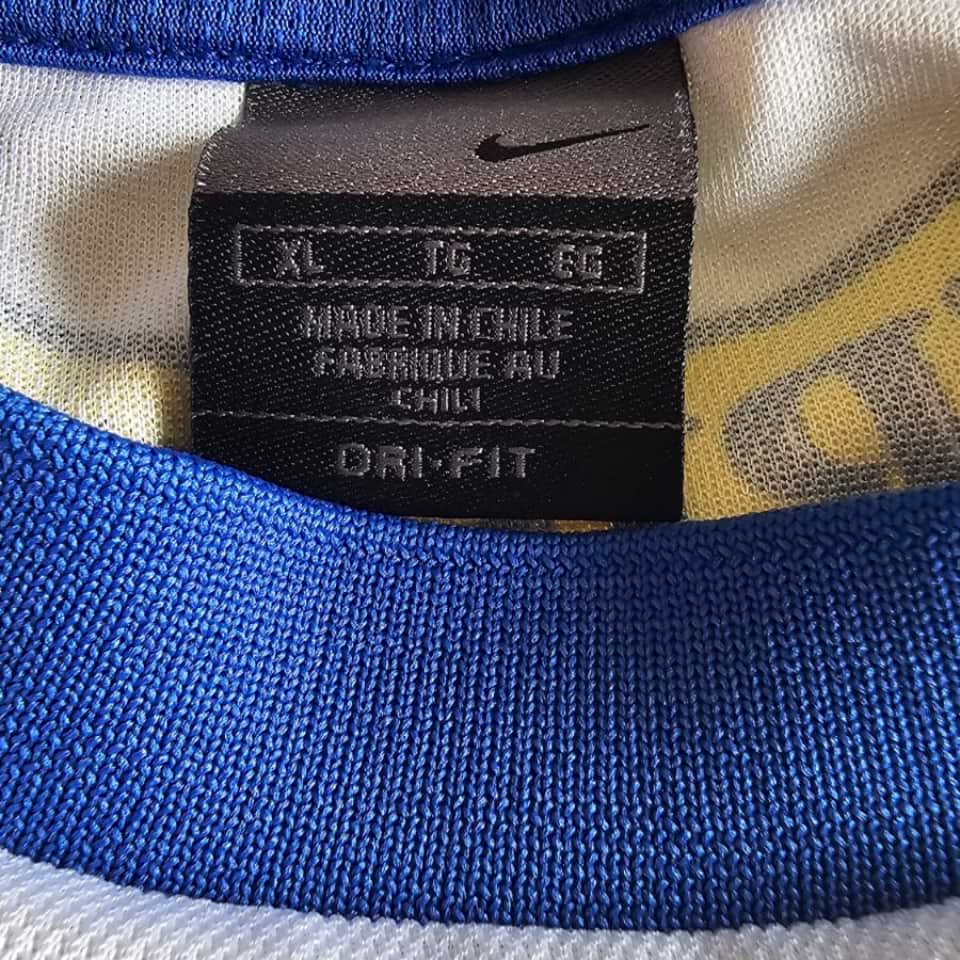 XL TG EG
MADE IN CHILE
FABRIQUE AU
CHILI
DRI-FIT